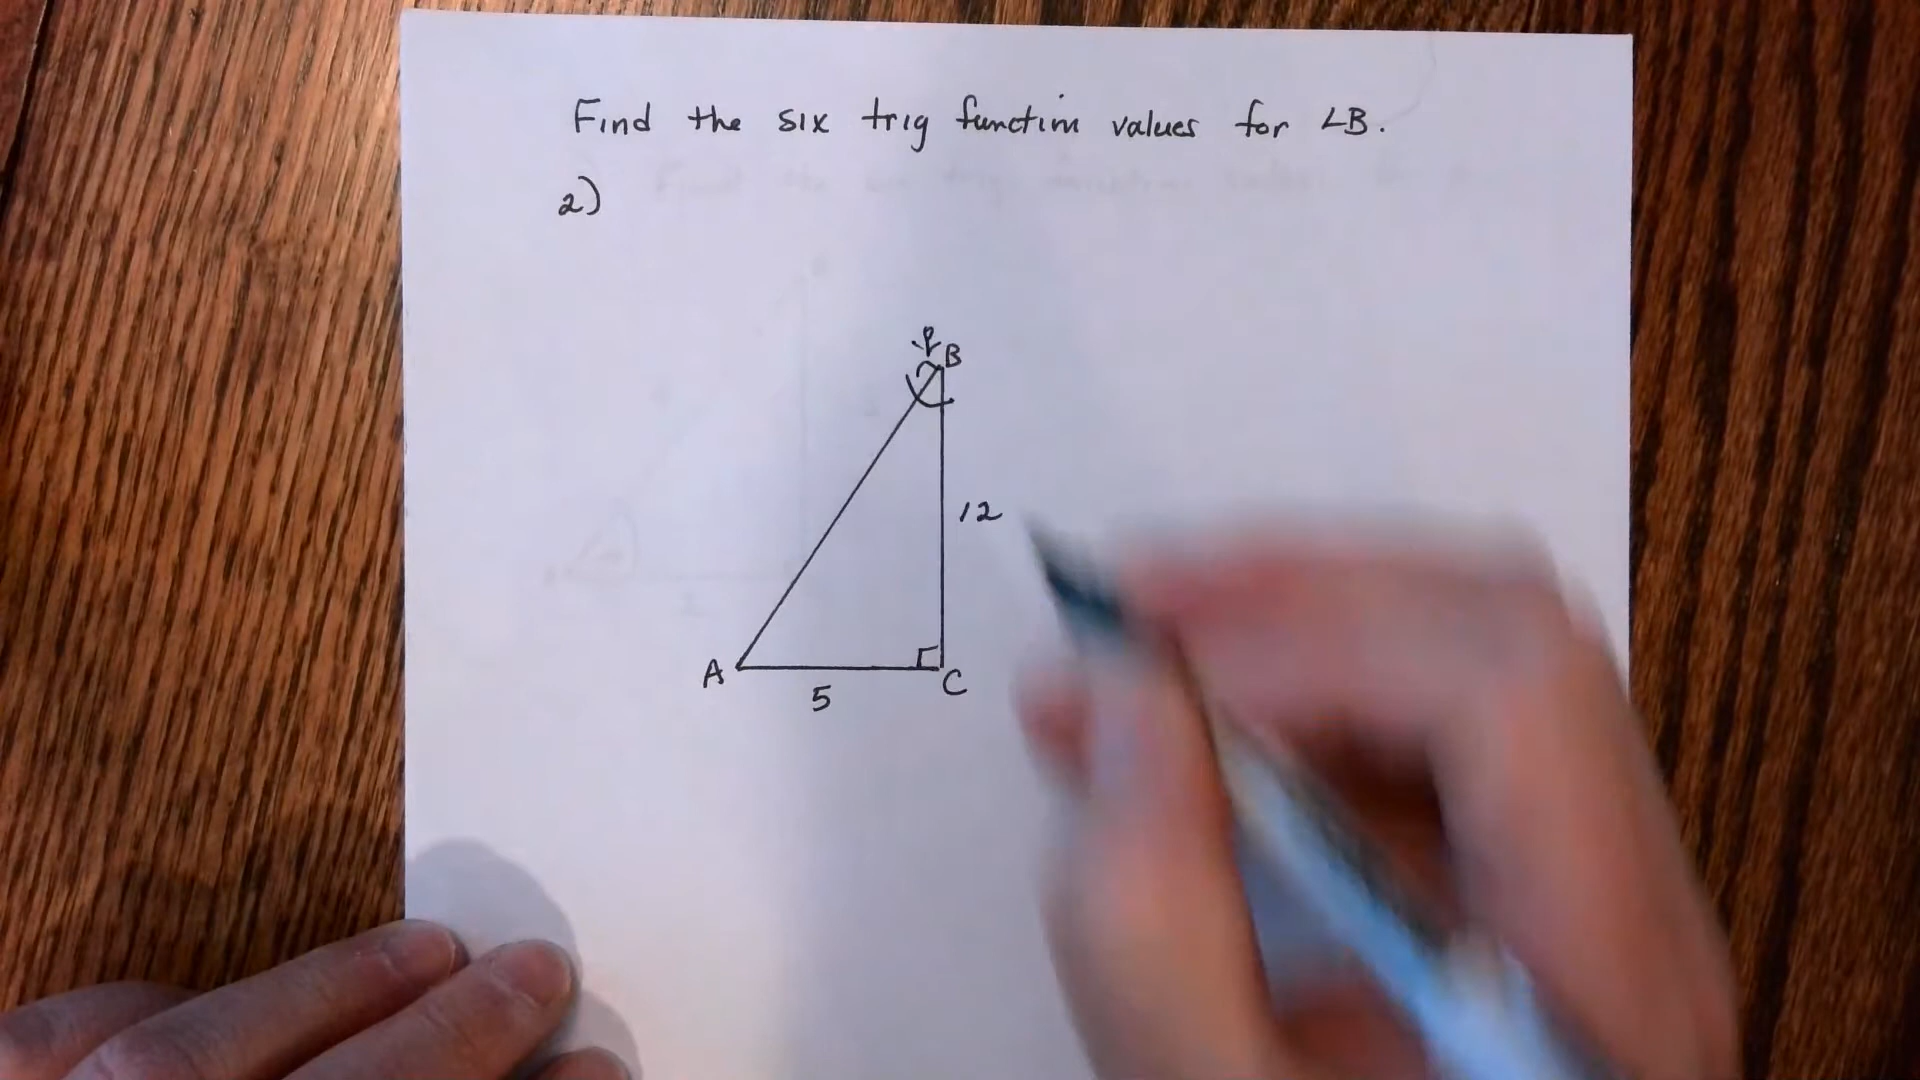 Find the six trig function values for ∠B.
2)
B
12
A
C
5